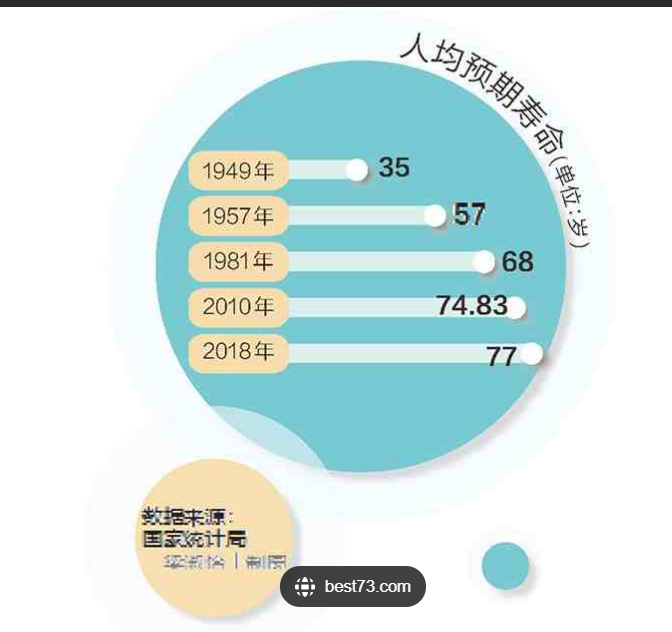 人均预期寿命(单位:岁)
1949年 35
1957年 57
1981年 68
2010年 74.83
2018年 77
数据来源:
国家统计局
制图
best73.com